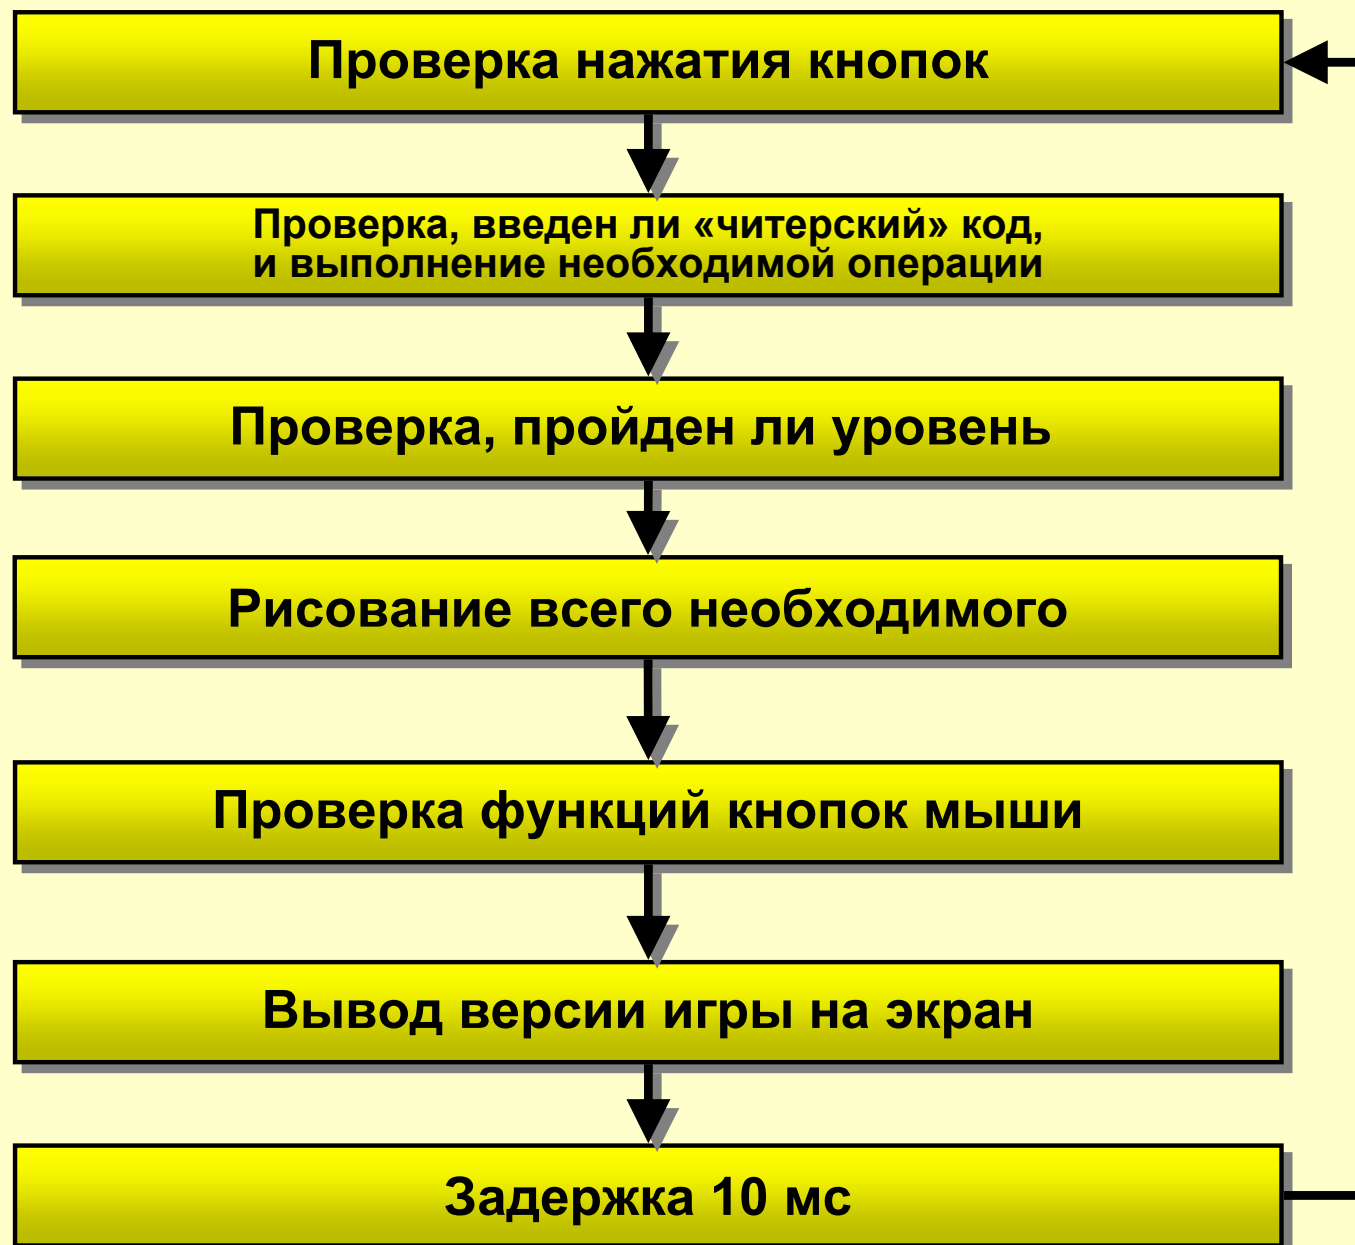 Проверка нажатия кнопок
Проверка, введен ли «читерский» код,
и выполнение необходимой операции
Проверка, пройден ли уровень
Рисование всего необходимого
Проверка функций кнопок мыши
Вывод версии игры на экран
Задержка 10 мс